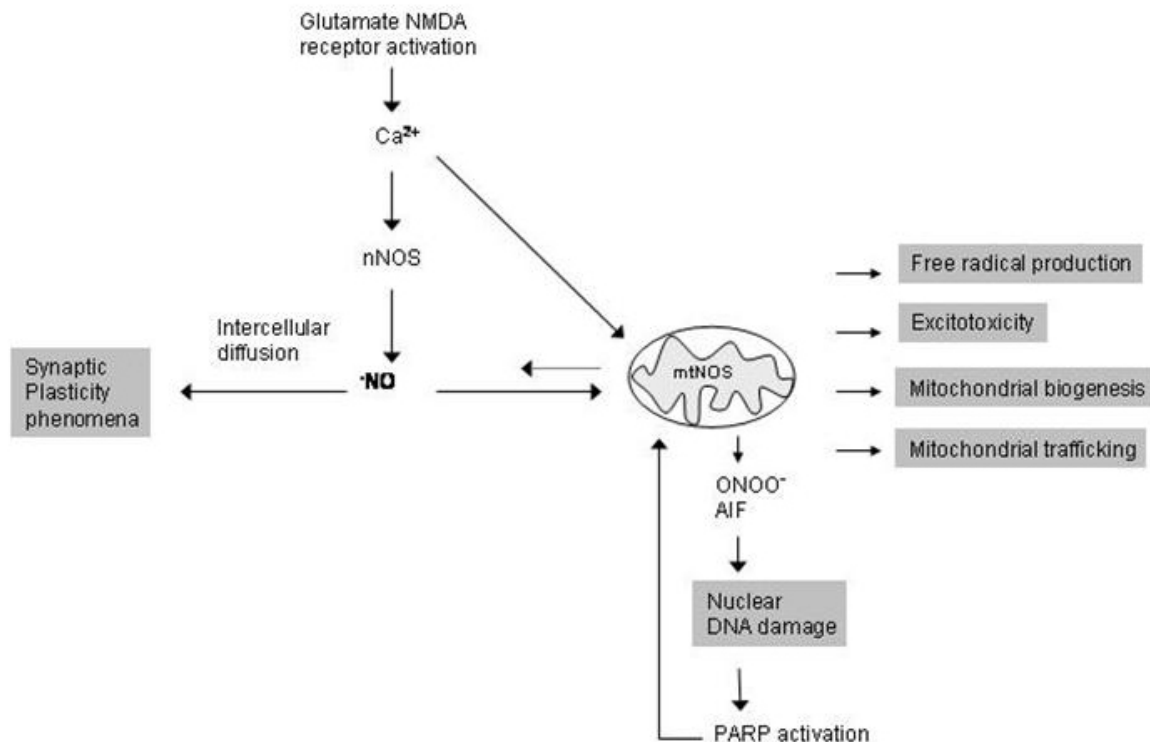 Glutamate NMDA
receptor activation
Ca²⁺
nNOS
Intercellular
diffusion
Synaptic
Plasticity
phenomena
·NO
mtNOS
Free radical production
Excitotoxicity
Mitochondrial biogenesis
Mitochondrial trafficking
ONOO⁻
AIF
Nuclear
DNA damage
PARP activation